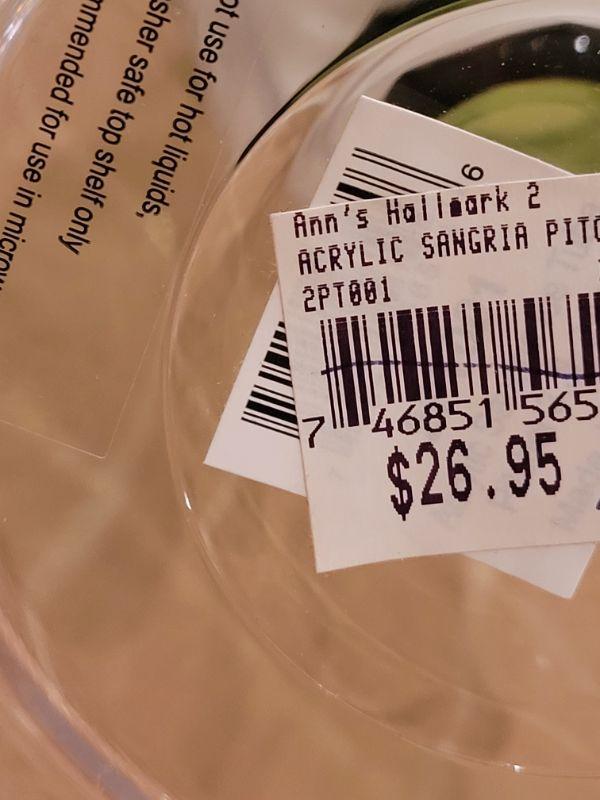 ot use for hot liquids,
sher safe top shelf only
mmended for use in microw
9
Ann's Hallmark 2
ACRYLIC SANGRIA PITC
2PT001
7 46851 565
$26.95